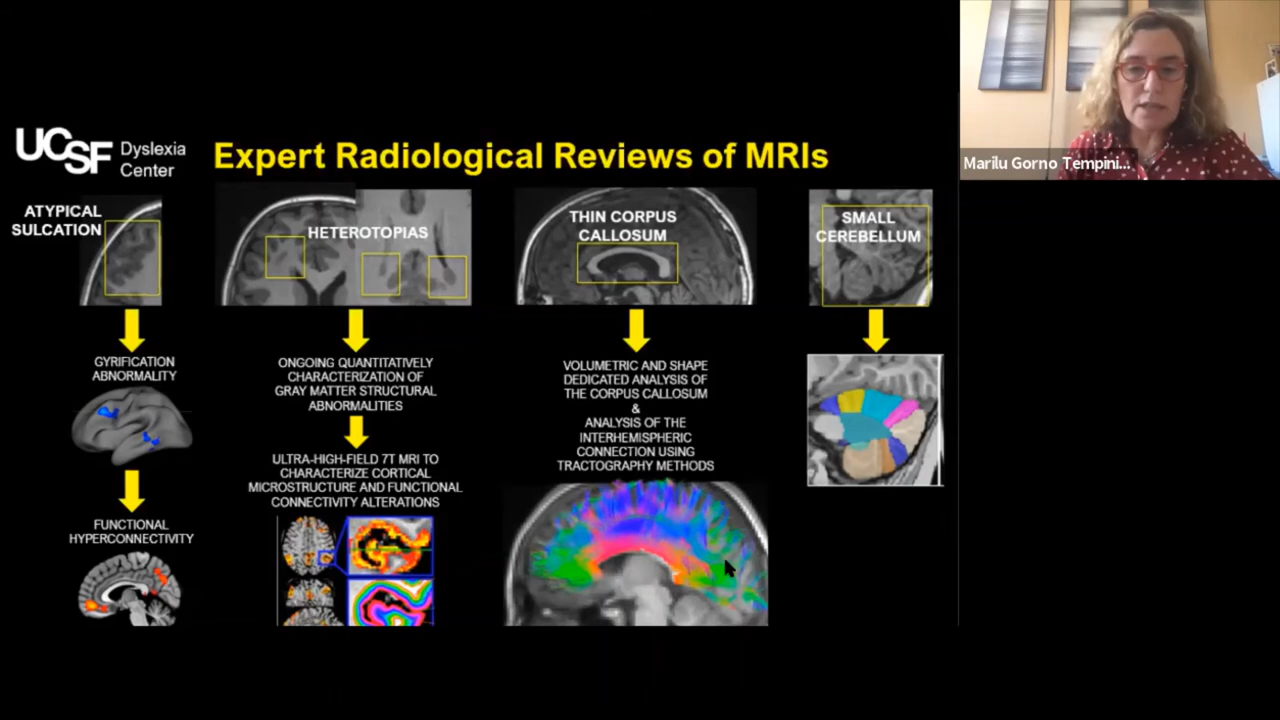 UCSF
Dyslexia
Center
Expert Radiological Reviews of MRIs
Marilu Gorno Tempini...
ATYPICAL
SULCATION
HETEROTOPIAS
THIN CORPUS
CALLOSUM
SMALL
CEREBELLUM
GYRIFICATION
ABNORMALITY
FUNCTIONAL
HYPERCONNECTIVITY
ONGOING QUANTITATIVELY
CHARACTERIZATION OF
GRAY MATTER STRUCTURAL
ABNORMALITIES
ULTRA-HIGH-FIELD 7T MRI TO
CHARACTERIZE CORTICAL
MICROSTRUCTURE AND FUNCTIONAL
CONNECTIVITY ALTERATIONS
VOLUMETRIC AND SHAPE
DEDICATED ANALYSIS OF
THE CORPUS CALLOSUM
&
ANALYSIS OF THE
INTERHEMISPHERIC
CONNECTION USING
TRACTOGRAPHY METHODS